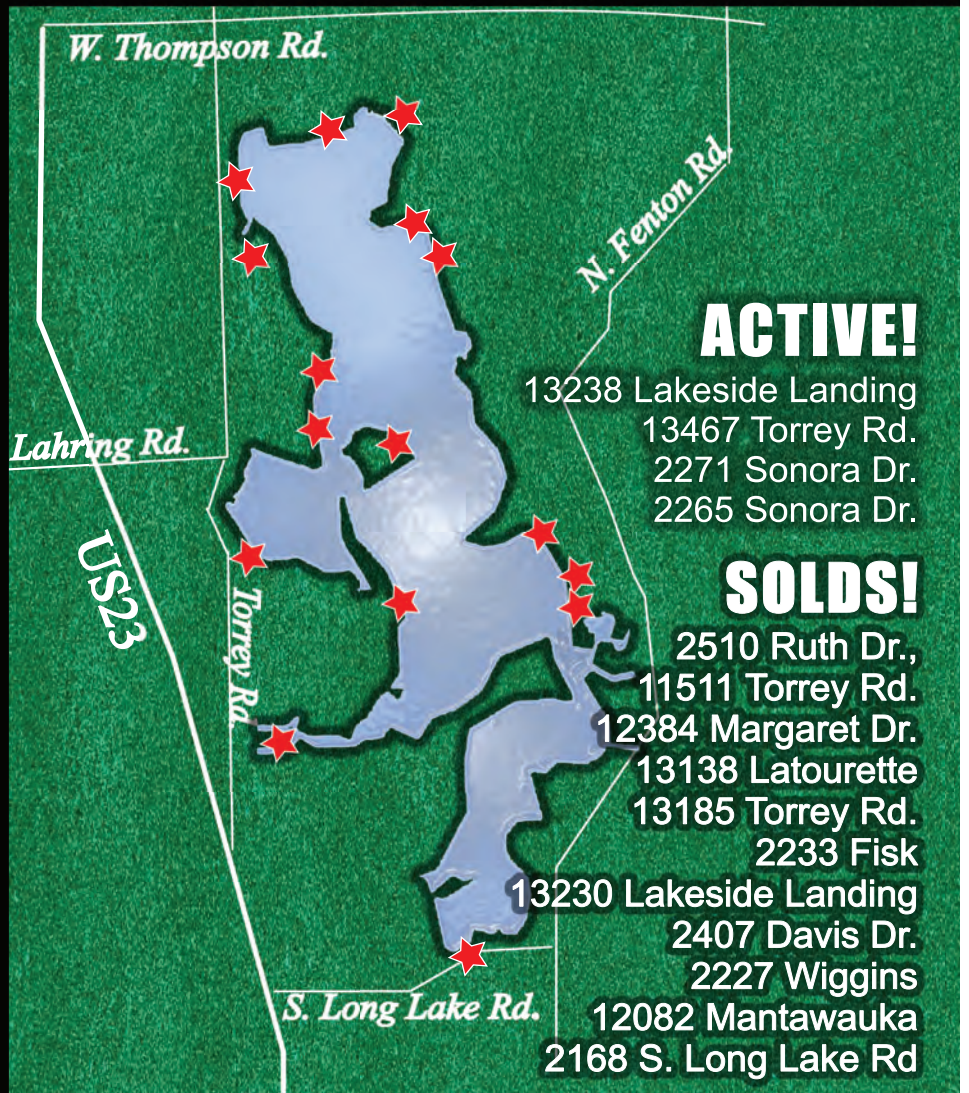 W. Thompson Rd.
N. Fenton Rd.
Lahring Rd.
US23
Torrey Rd.
S. Long Lake Rd.
ACTIVE!
13238 Lakeside Landing
13467 Torrey Rd.
2271 Sonora Dr.
2265 Sonora Dr.
SOLDS!
2510 Ruth Dr.,
11511 Torrey Rd.
12384 Margaret Dr.
13138 Latourette
13185 Torrey Rd.
2233 Fisk
13230 Lakeside Landing
2407 Davis Dr.
2227 Wiggins
12082 Mantawauka
2168 S. Long Lake Rd